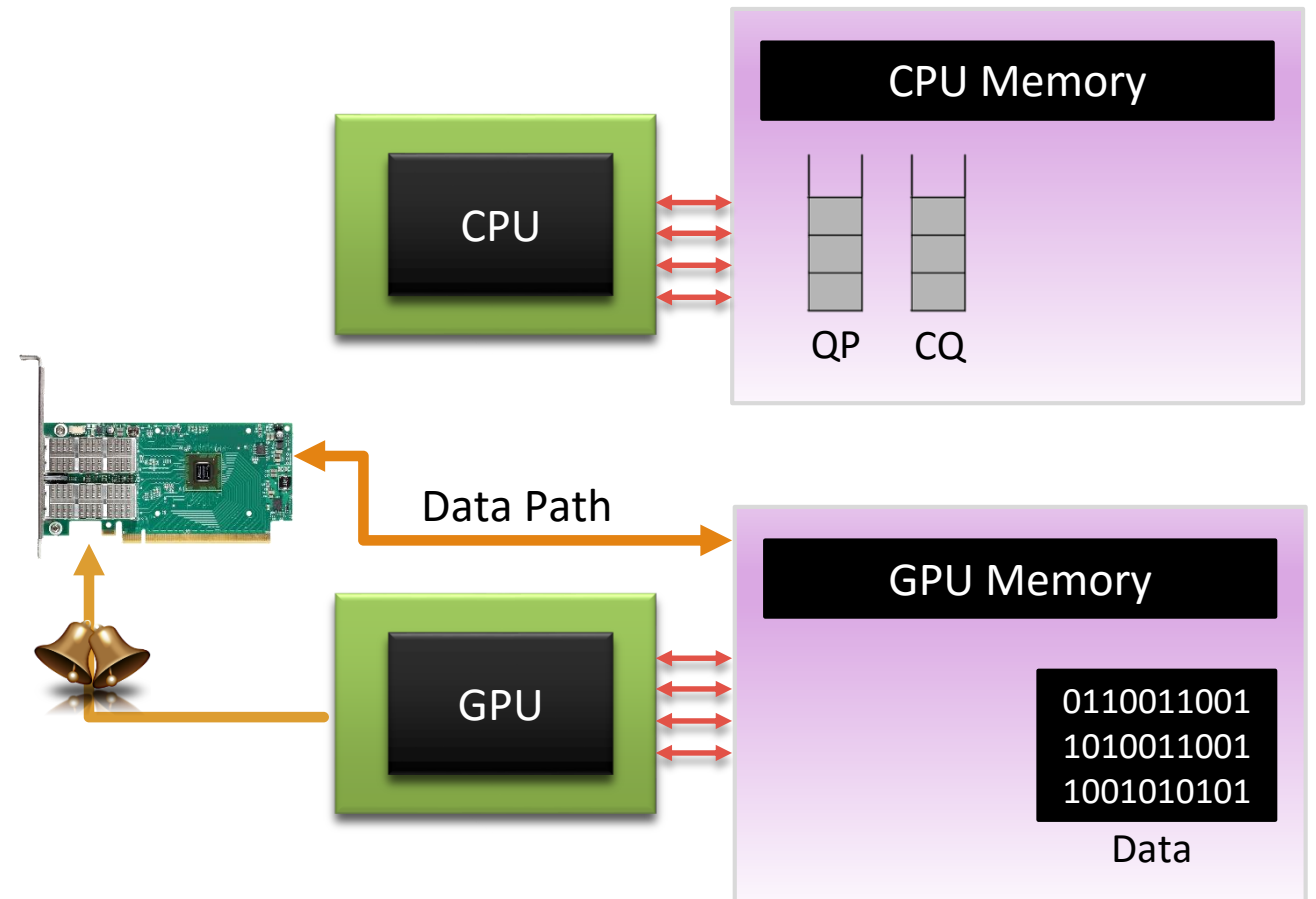 CPU Memory
CPU
QP CQ
Data Path
GPU Memory
GPU
0110011001
1010011001
1001010101
Data